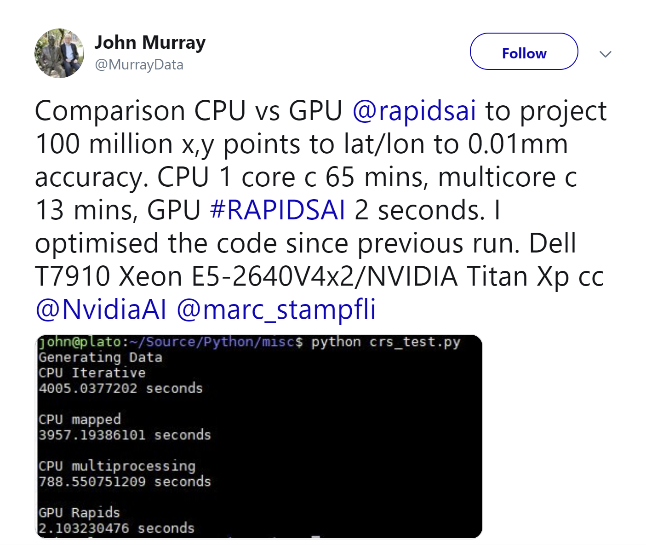 John Murray
@MurrayData
Follow
Comparison CPU vs GPU @rapidsai to project
100 million x,y points to lat/lon to 0.01mm
accuracy. CPU 1 core c 65 mins, multicore c
13 mins, GPU #RAPIDSAI 2 seconds. I
optimised the code since previous run. Dell
T7910 Xeon E5-2640V4x2/NVIDIA Titan Xp cc
@NvidiaAI @marc_stampfli
john@plato:~/Source/Python/misc$ python crs_test.py
Generating Data
CPU Iterative
4005.0377202 seconds
CPU mapped
3957.19386101 seconds
CPU multiprocessing
788.550751209 seconds
GPU Rapids
2.103230476 seconds